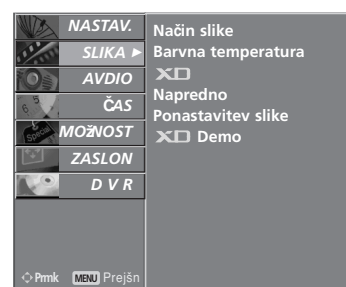 NASTAV.
SLIKA
AVDIO
ČAS
MOŽNOST
ZASLON
D V R
Način slike
Barvna temperatura
XD
Napredno
Ponastavitev slike
XD Demo
Prmk MENU Prejšn